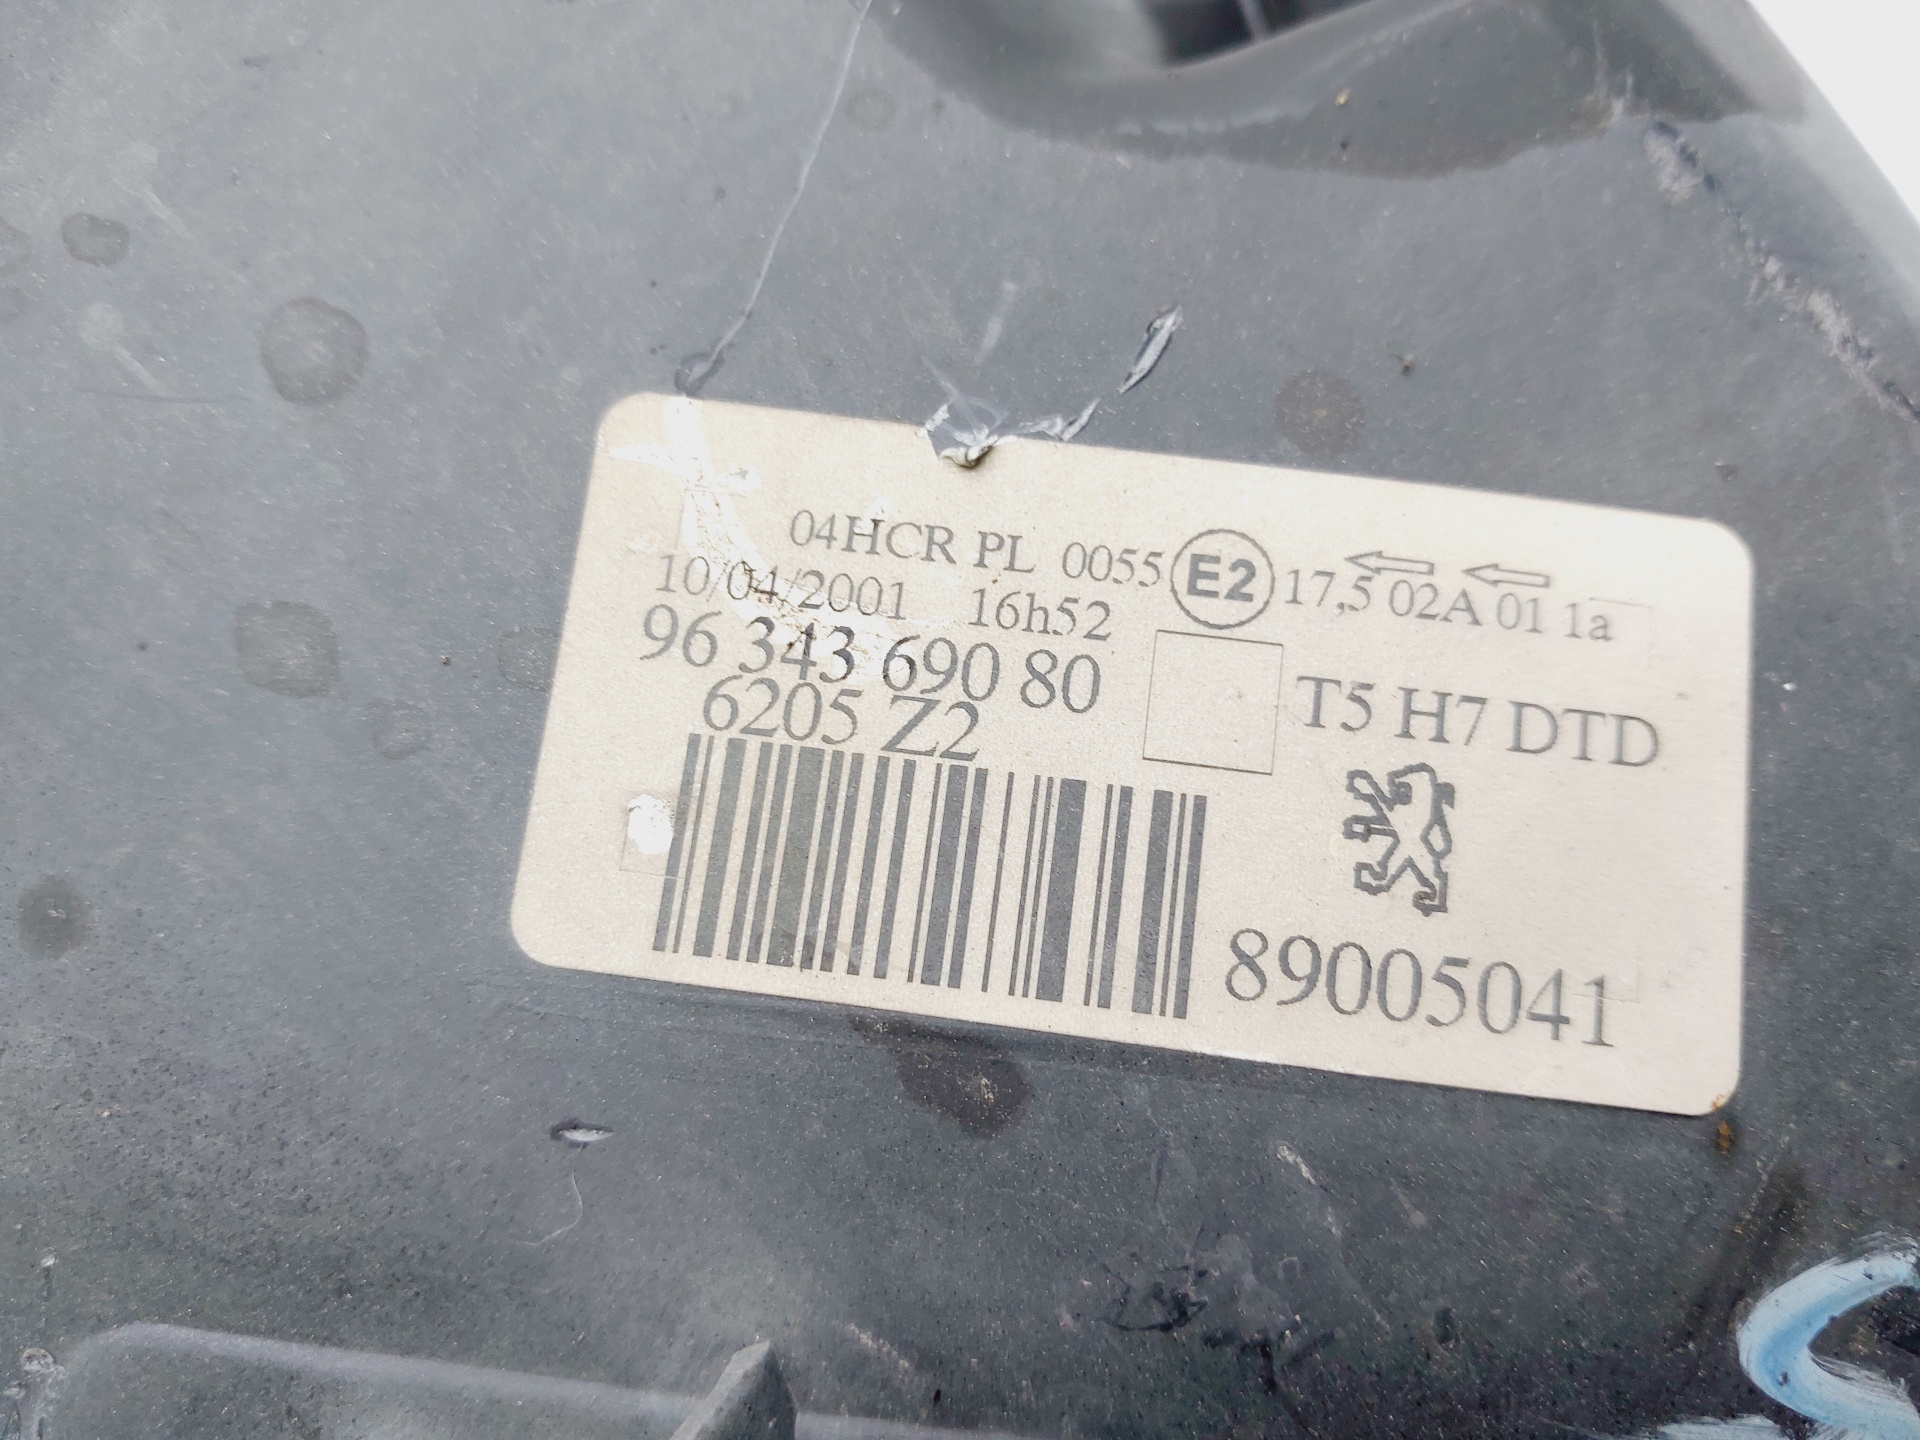 04HCR PL 0055 E2 17,5 02A 01 1a
10/04/2001 16h52
96 343 690 80
6205 Z2
T5 H7 DTD
89005041